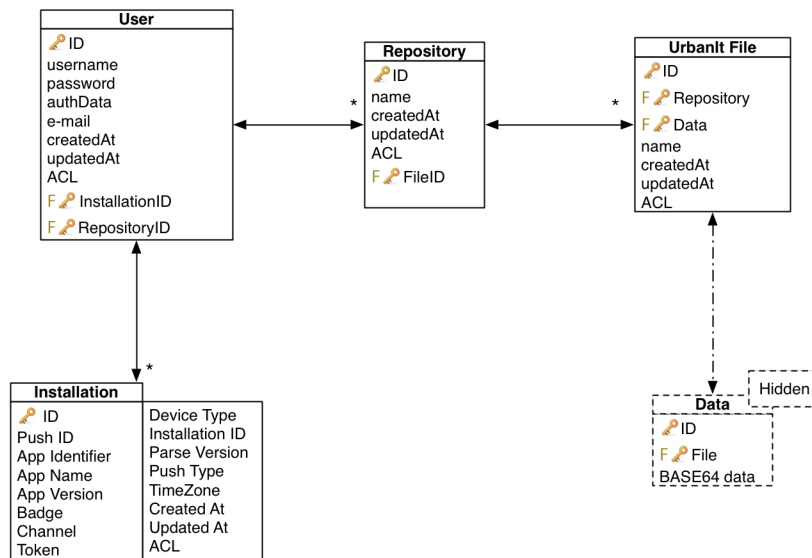 User
ID
username
password
authData
e-mail
createdAt
updatedAt
ACL
F InstallationID
F RepositoryID
*
Repository
ID
name
createdAt
updatedAt
ACL
F FileID
*
UrbanIt File
ID
F Repository
F Data
name
createdAt
updatedAt
ACL
*
Installation
ID
Push ID
App Identifier
App Name
App Version
Badge
Channel
Token
Device Type
Installation ID
Parse Version
Push Type
TimeZone
Created At
Updated At
ACL
Hidden
Data
ID
F File
BASE64 data